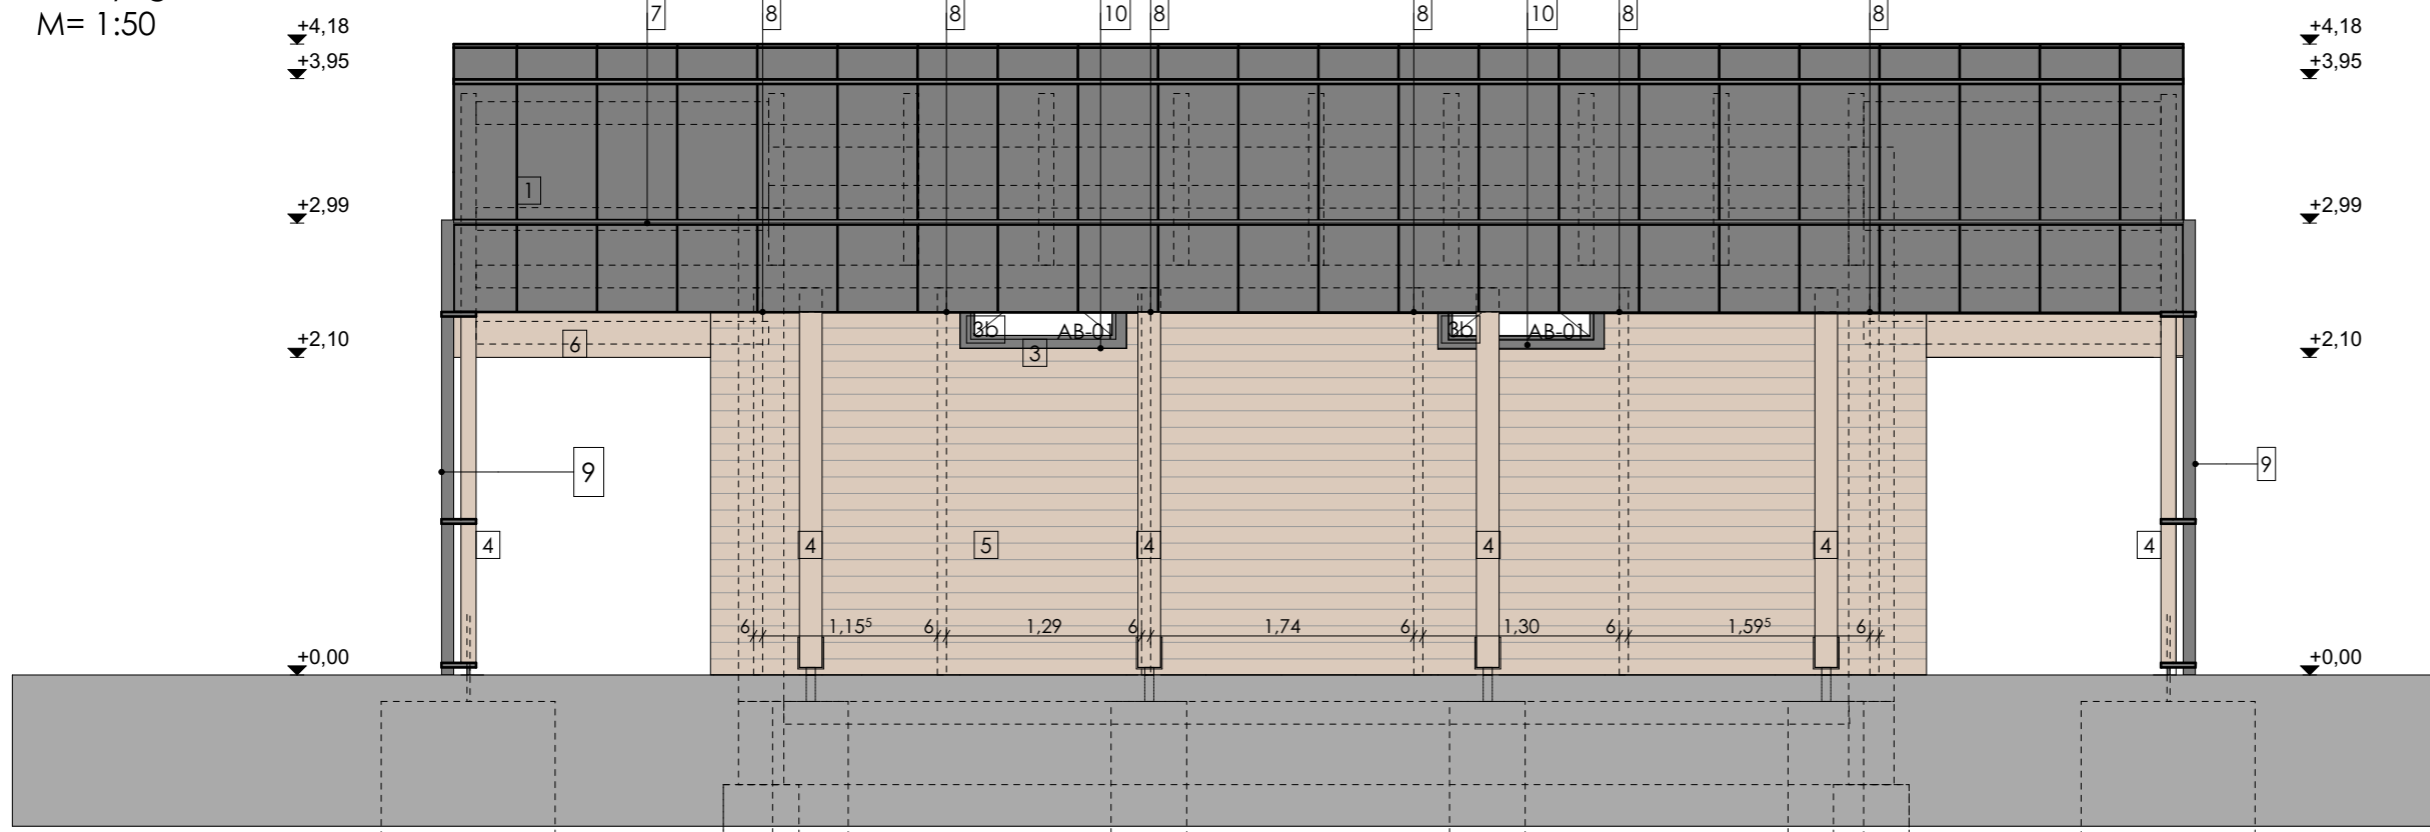 M= 1:50
7 8 8 10 8 8 10 8 8
+4,18 +4,18
+3,95 +3,95
1
+2,99 +2,99
3b AB-01 3b AB-01
+2,10 6 3 +2,10
9 9
4 4 5 4 4 4 4
6 1,15⁵ 6 1,29 6 1,74 6 1,30 6 1,59⁵ 6
+0,00 +0,00